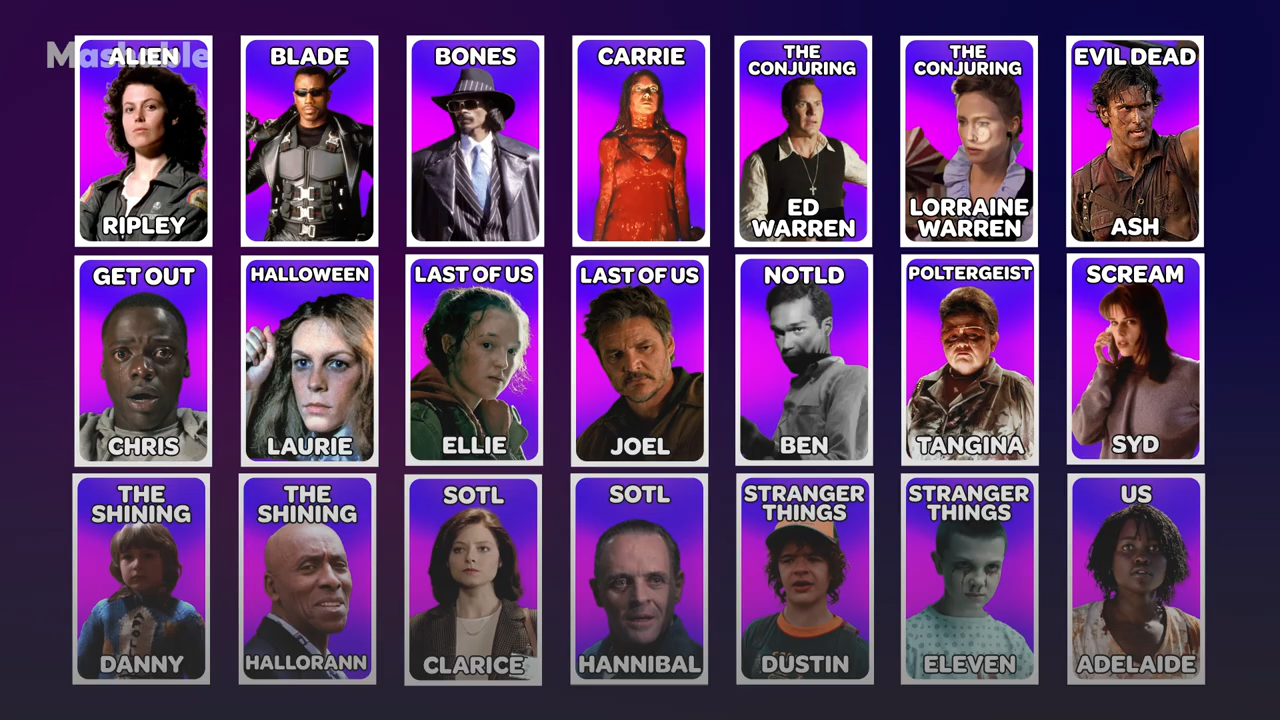 Mashable
ALIEN
RIPLEY
BLADE
BONES
CARRIE
THE
CONJURING
ED
WARREN
THE
CONJURING
LORRAINE
WARREN
EVIL DEAD
ASH
GET OUT
CHRIS
HALLOWEEN
LAURIE
LAST OF US
ELLIE
LAST OF US
JOEL
NOTLD
BEN
POLTERGEIST
TANGINA
SCREAM
SYD
THE
SHINING
DANNY
THE
SHINING
HALLORANN
SOTL
CLARICE
SOTL
HANNIBAL
STRANGER
THINGS
DUSTIN
STRANGER
THINGS
ELEVEN
US
ADELAIDE